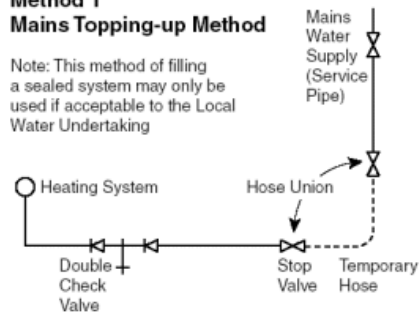 Method 1
Mains Topping-up Method
Note: This method of filling
a sealed system may only be
used if acceptable to the Local
Water Undertaking
Mains
Water
Supply
(Service
Pipe)
Heating System
Hose Union
Double
Check
Valve
Stop
Valve
Temporary
Hose